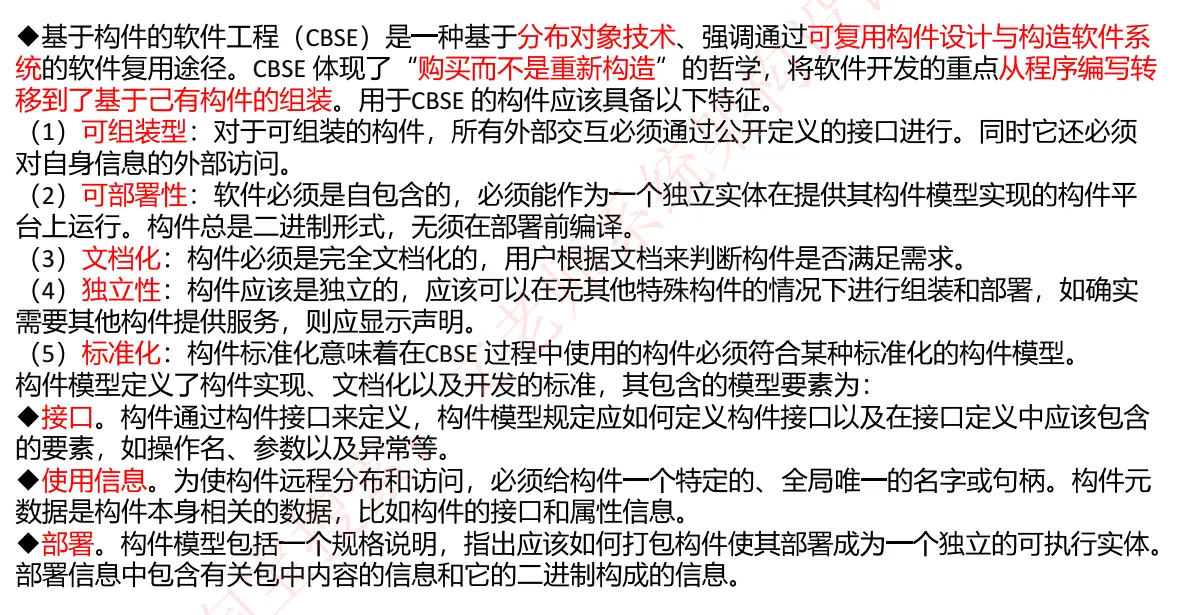 ◆基于构件的软件工程（CBSE）是一种基于分布对象技术、强调通过可复用构件设计与构造软件系
统的软件复用途径。CBSE 体现了“购买而不是重新构造”的哲学，将软件开发的重点从程序编写转
移到了基于己有构件的组装。用于CBSE 的构件应该具备以下特征。
（1）可组装型：对于可组装的构件，所有外部交互必须通过公开定义的接口进行。同时它还必须
对自身信息的外部访问。
（2）可部署性：软件必须是自包含的，必须能作为一个独立实体在提供其构件模型实现的构件平
台上运行。构件总是二进制形式，无须在部署前编译。
（3）文档化：构件必须是完全文档化的，用户根据文档来判断构件是否满足需求。
（4）独立性：构件应该是独立的，应该可以在无其他特殊构件的情况下进行组装和部署，如确实
需要其他构件提供服务，则应显示声明。
（5）标准化：构件标准化意味着在CBSE 过程中使用的构件必须符合某种标准化的构件模型。
构件模型定义了构件实现、文档化以及开发的标准，其包含的模型要素为：
◆接口。构件通过构件接口来定义，构件模型规定应如何定义构件接口以及在接口定义中应该包含
的要素，如操作名、参数以及异常等。
◆使用信息。为使构件远程分布和访问，必须给构件一个特定的、全局唯一的名字或句柄。构件元
数据是构件本身相关的数据，比如构件的接口和属性信息。
◆部署。构件模型包括一个规格说明，指出应该如何打包构件使其部署成为一个独立的可执行实体。
部署信息中包含有关包中内容的信息和它的二进制构成的信息。